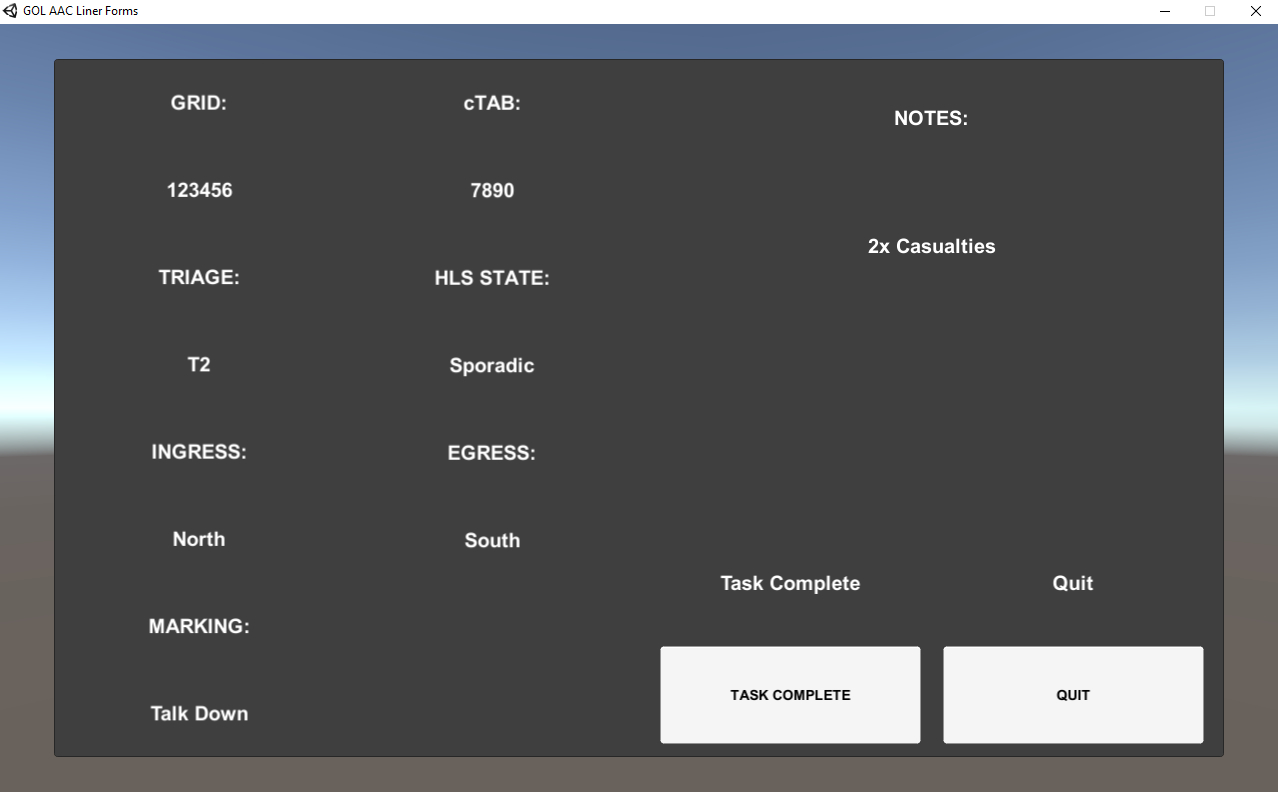 GOL AAC Liner Forms
GRID:
123456
cTAB:
7890
TRIAGE:
T2
HLS STATE:
Sporadic
INGRESS:
North
EGRESS:
South
MARKING:
Talk Down
NOTES:
2x Casualties
Task Complete
TASK COMPLETE
Quit
QUIT